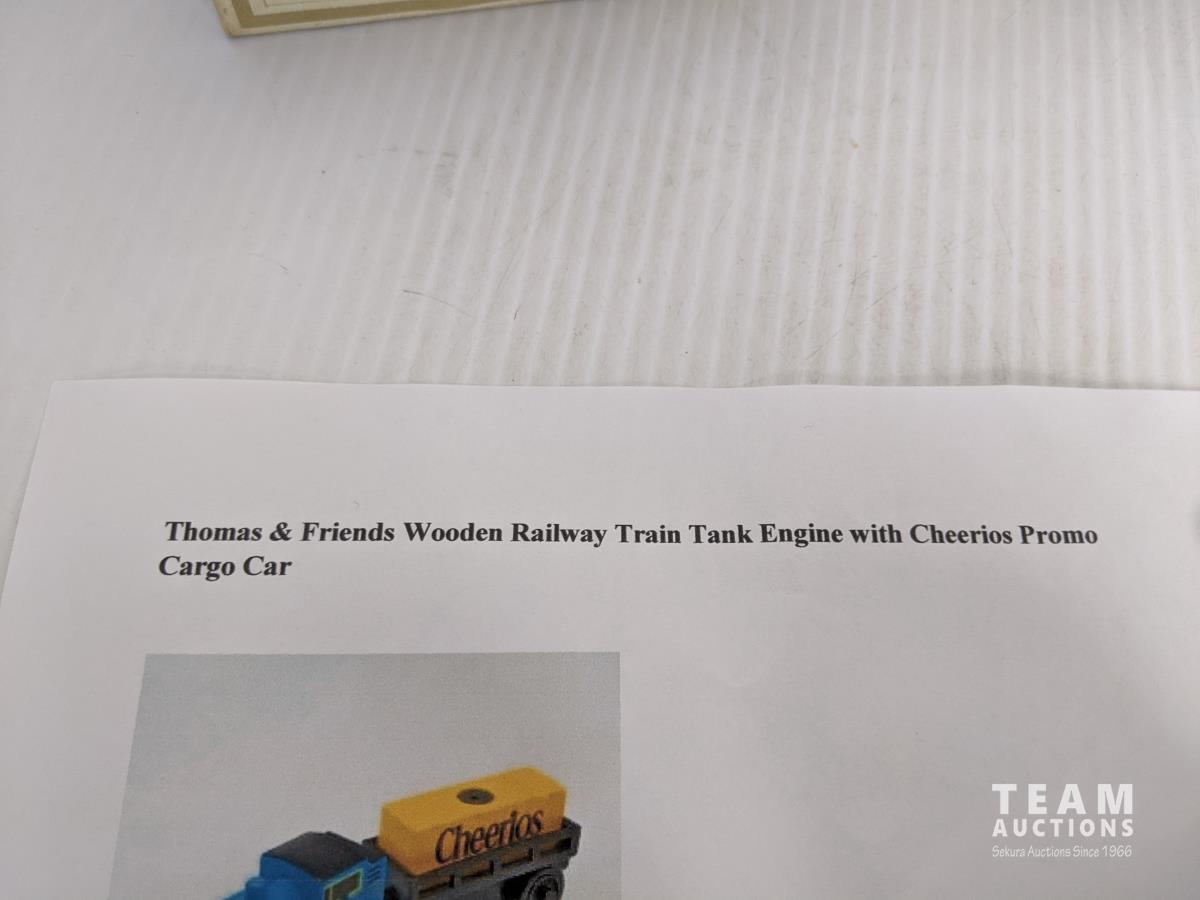 Thomas & Friends Wooden Railway Train Tank Engine with Cheerios Promo
Cargo Car
Cheerios
TEAM
AUCTIONS
Sekura Auctions Since 1966